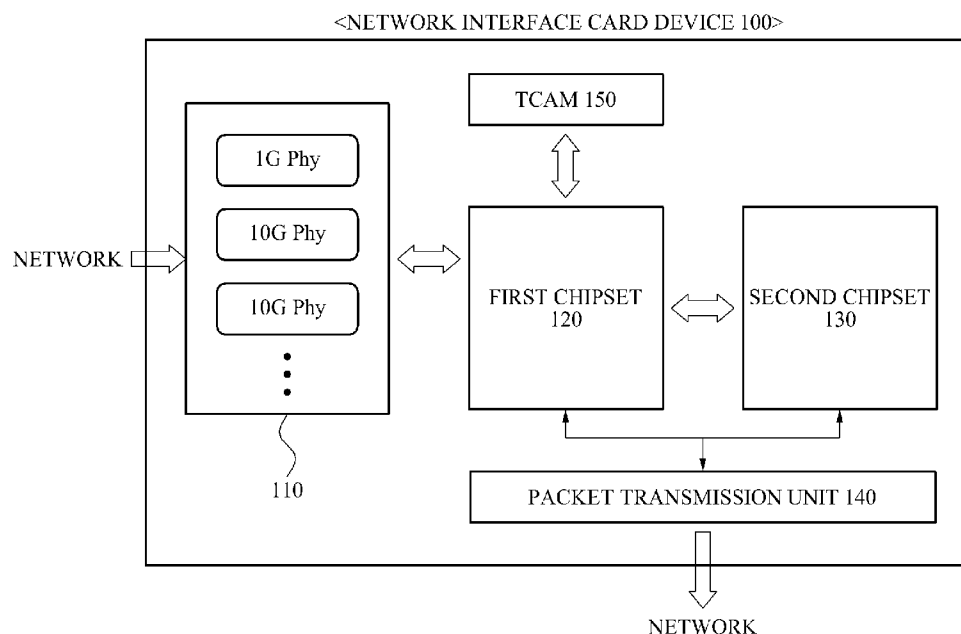 <NETWORK INTERFACE CARD DEVICE 100>
TCAM 150
1G Phy
10G Phy
10G Phy
NETWORK
FIRST CHIPSET
120
SECOND CHIPSET
130
110
PACKET TRANSMISSION UNIT 140
NETWORK